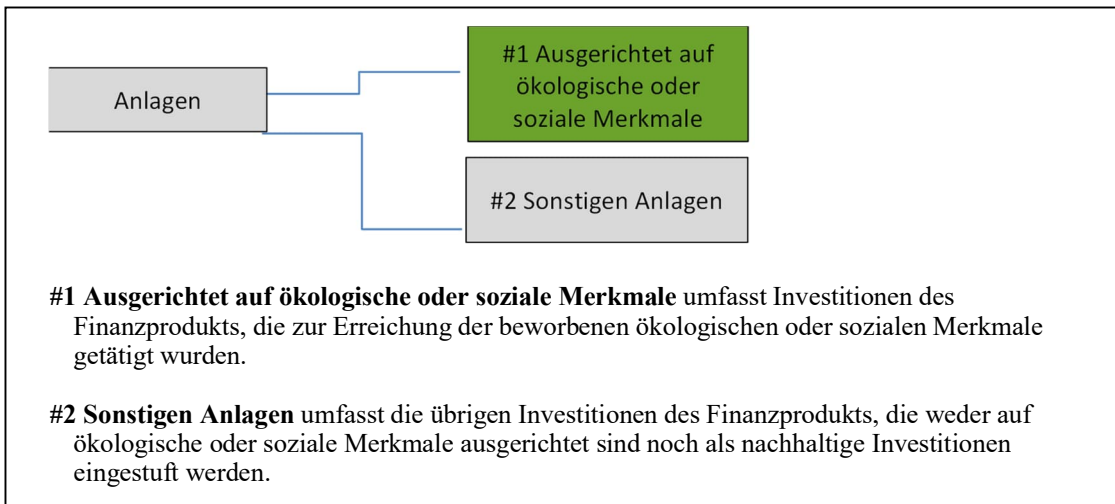 Anlagen
#1 Ausgerichtet auf
ökologische oder
soziale Merkmale
#2 Sonstigen Anlagen
#1 Ausgerichtet auf ökologische oder soziale Merkmale umfasst Investitionen des
Finanzprodukts, die zur Erreichung der beworbenen ökologischen oder sozialen Merkmale
getätigt wurden.
#2 Sonstigen Anlagen umfasst die übrigen Investitionen des Finanzprodukts, die weder auf
ökologische oder soziale Merkmale ausgerichtet sind noch als nachhaltige Investitionen
eingestuft werden.